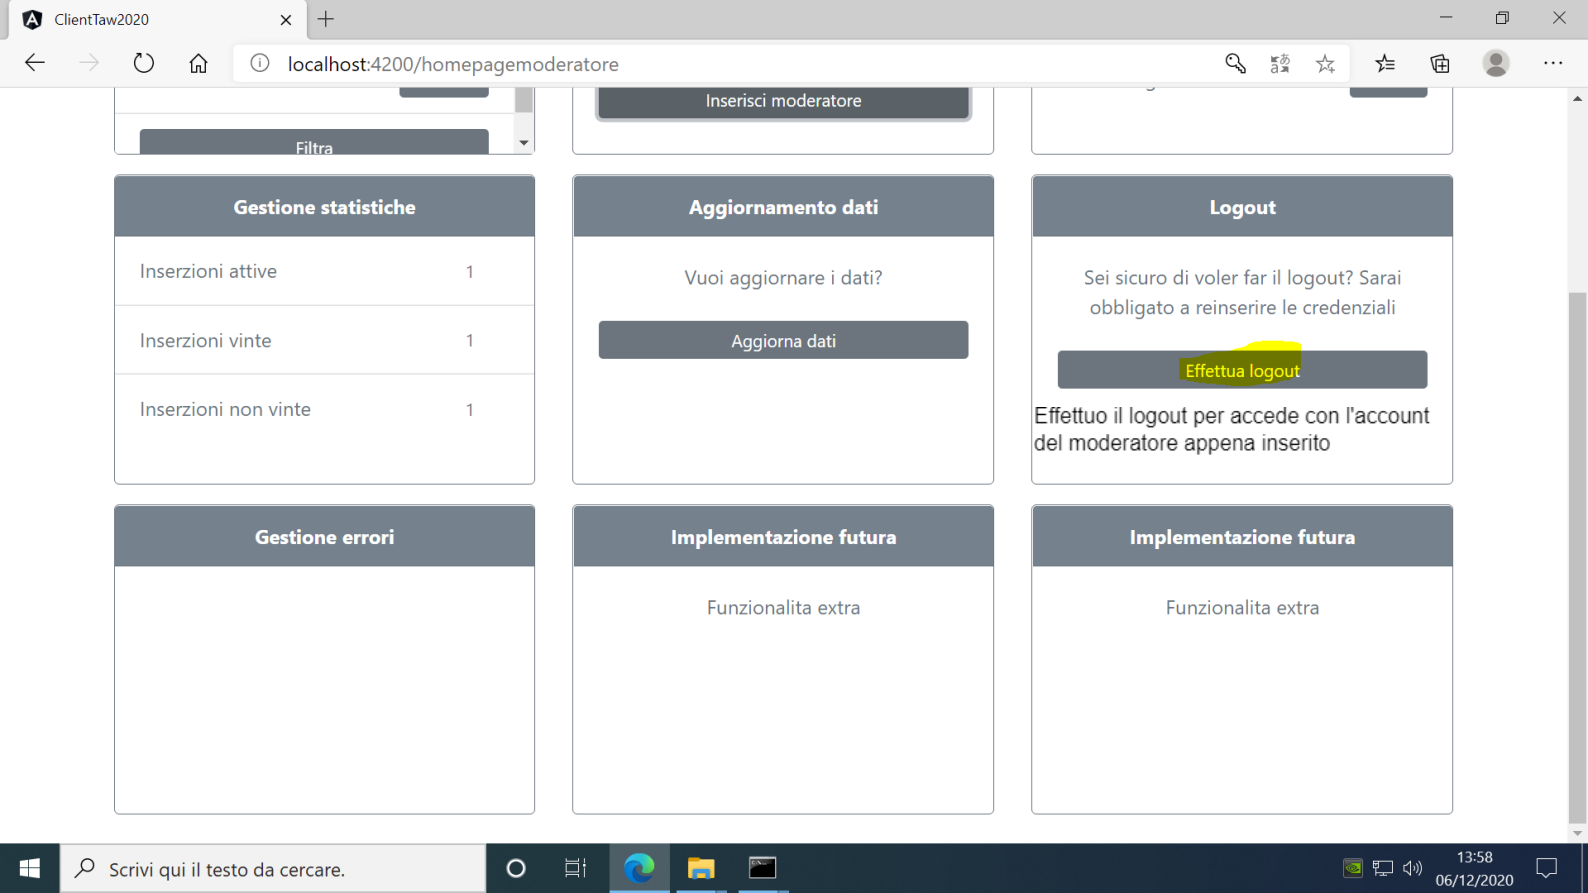 ClientTaw2020
localhost:4200/homepagemoderatore
Filtra
Inserisci moderatore
Gestione statistiche
Inserzioni attive 1
Inserzioni vinte 1
Inserzioni non vinte 1
Aggiornamento dati
Vuoi aggiornare i dati?
Aggiorna dati
Logout
Sei sicuro di voler far il logout? Sarai
obbligato a reinserire le credenziali
Effettua logout
Effettuo il logout per accede con l'account
del moderatore appena inserito
Gestione errori
Implementazione futura
Funzionalita extra
Implementazione futura
Funzionalita extra
Scrivi qui il testo da cercare.
13:58
06/12/2020